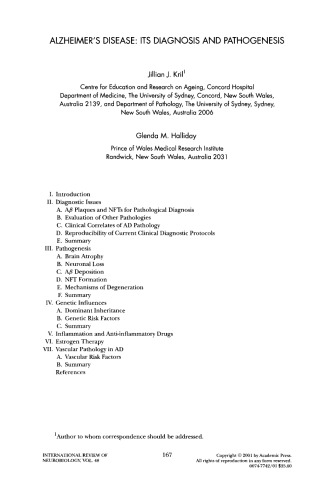 ALZHEIMER'S DISEASE: ITS DIAGNOSIS AND PATHOGENESIS
Jillian J. Kril1
Centre for Education and Research on Ageing, Concord Hospital
Department of Medicine, The University of Sydney, Concord, New South Wales,
Australia 2139, and Department of Pathology, The University of Sydney, Sydney,
New South Wales, Australia 2006
Glenda M. Halliday
Prince of Wales Medical Research Institute
Randwick, New South Wales, Australia 2031
I. Introduction
II. Diagnostic Issues
A. Aβ Plaques and NFTs for Pathological Diagnosis
B. Evaluation of Other Pathologies
C. Clinical Correlates of AD Pathology
D. Reproducibility of Current Clinical Diagnostic Protocols
E. Summary
III. Pathogenesis
A. Brain Atrophy
B. Neuronal Loss
C. Aβ Deposition
D. NFT Formation
E. Mechanisms of Degeneration
F. Summary
IV. Genetic Influences
A. Dominant Inheritance
B. Genetic Risk Factors
C. Summary
V. Inflammation and Anti-inflammatory Drugs
VI. Estrogen Therapy
VII. Vascular Pathology in AD
A. Vascular Risk Factors
B. Summary
References
1Author to whom correspondence should be addressed.
INTERNATIONAL REVIEW OF
NEUROBIOLOGY, VOL. 48
167
Copyright © 2001 by Academic Press.
All rights of reproduction in any form reserved.
0074-7742/01 $35.00